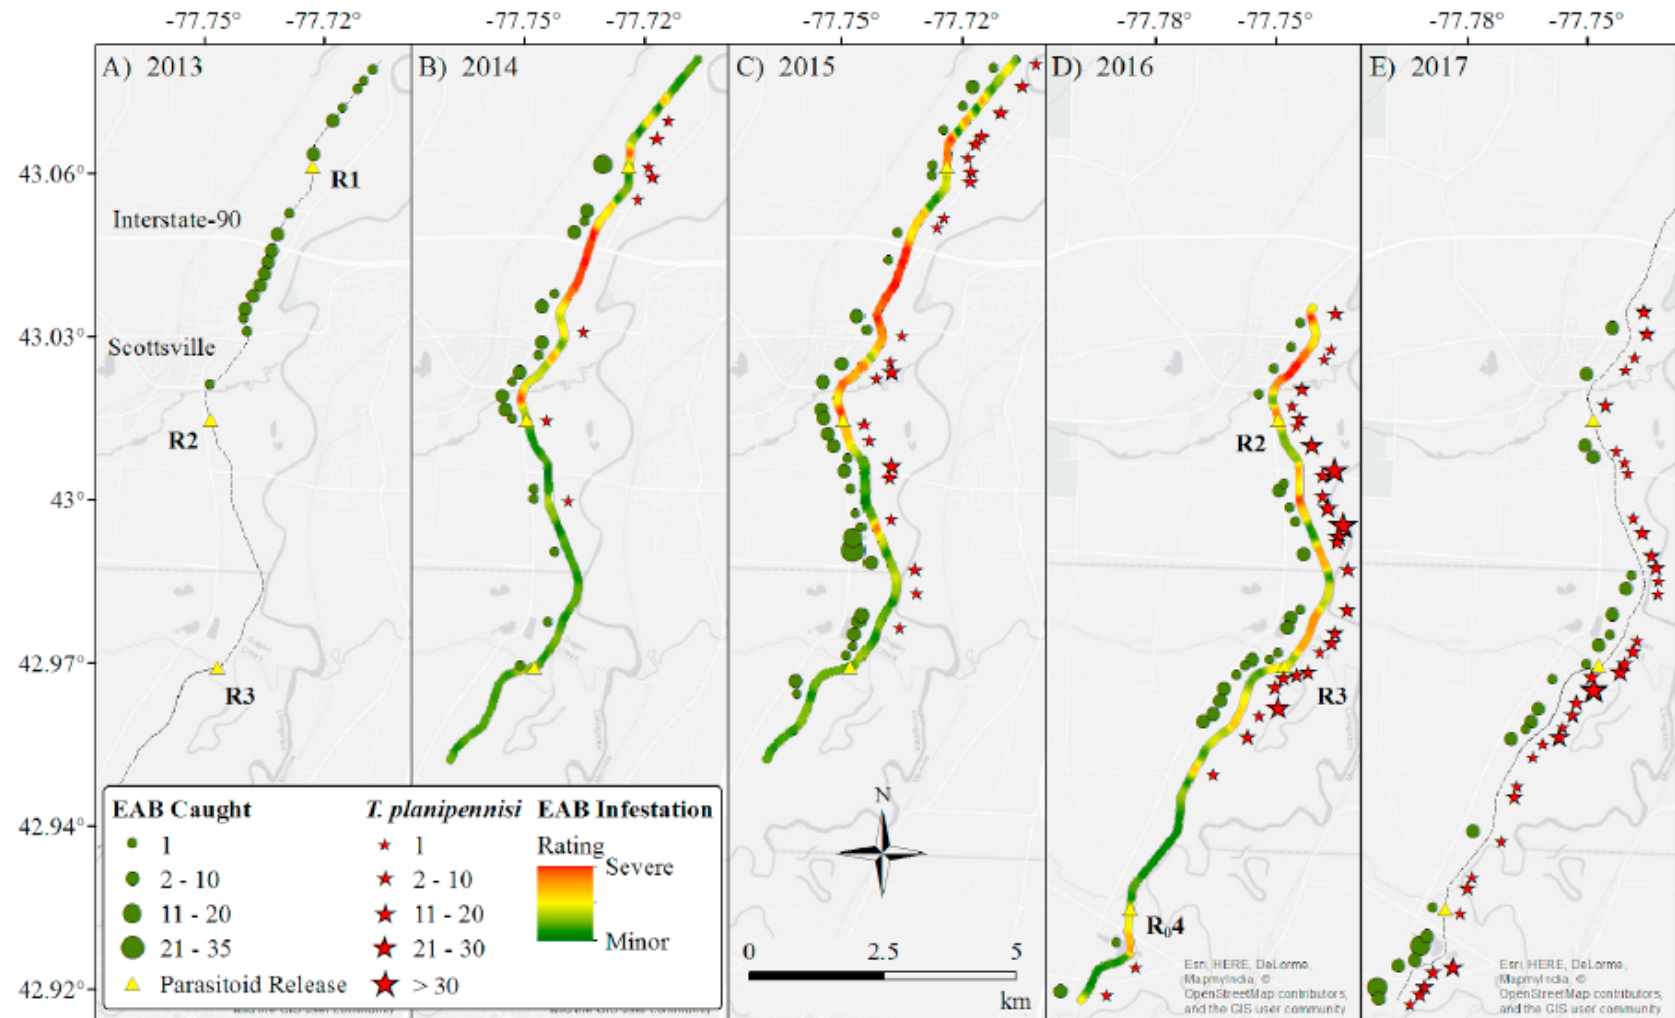 -77.75° -77.72° -77.75° -77.72° -77.75° -77.72° -77.78° -77.75° -77.78° -77.75°
A) 2013 B) 2014 C) 2015 D) 2016 E) 2017
43.06°
R1
Interstate-90
43.03°
Scottsville
R2
R2
43°
42.97°
R3
R3
42.94°
R₀4
42.92°
EAB Caught T. planipennisi EAB Infestation
1 1 Rating
2 - 10 2 - 10 Severe
11 - 20 11 - 20
21 - 35 21 - 30 Minor
Parasitoid Release > 30
N
0 2.5 5
km
Esri, HERE, DeLorme,
MapmyIndia, ©
OpenStreetMap contributors,
and the GIS user community
Esri, HERE, DeLorme,
MapmyIndia, ©
OpenStreetMap contributors,
and the GIS user community